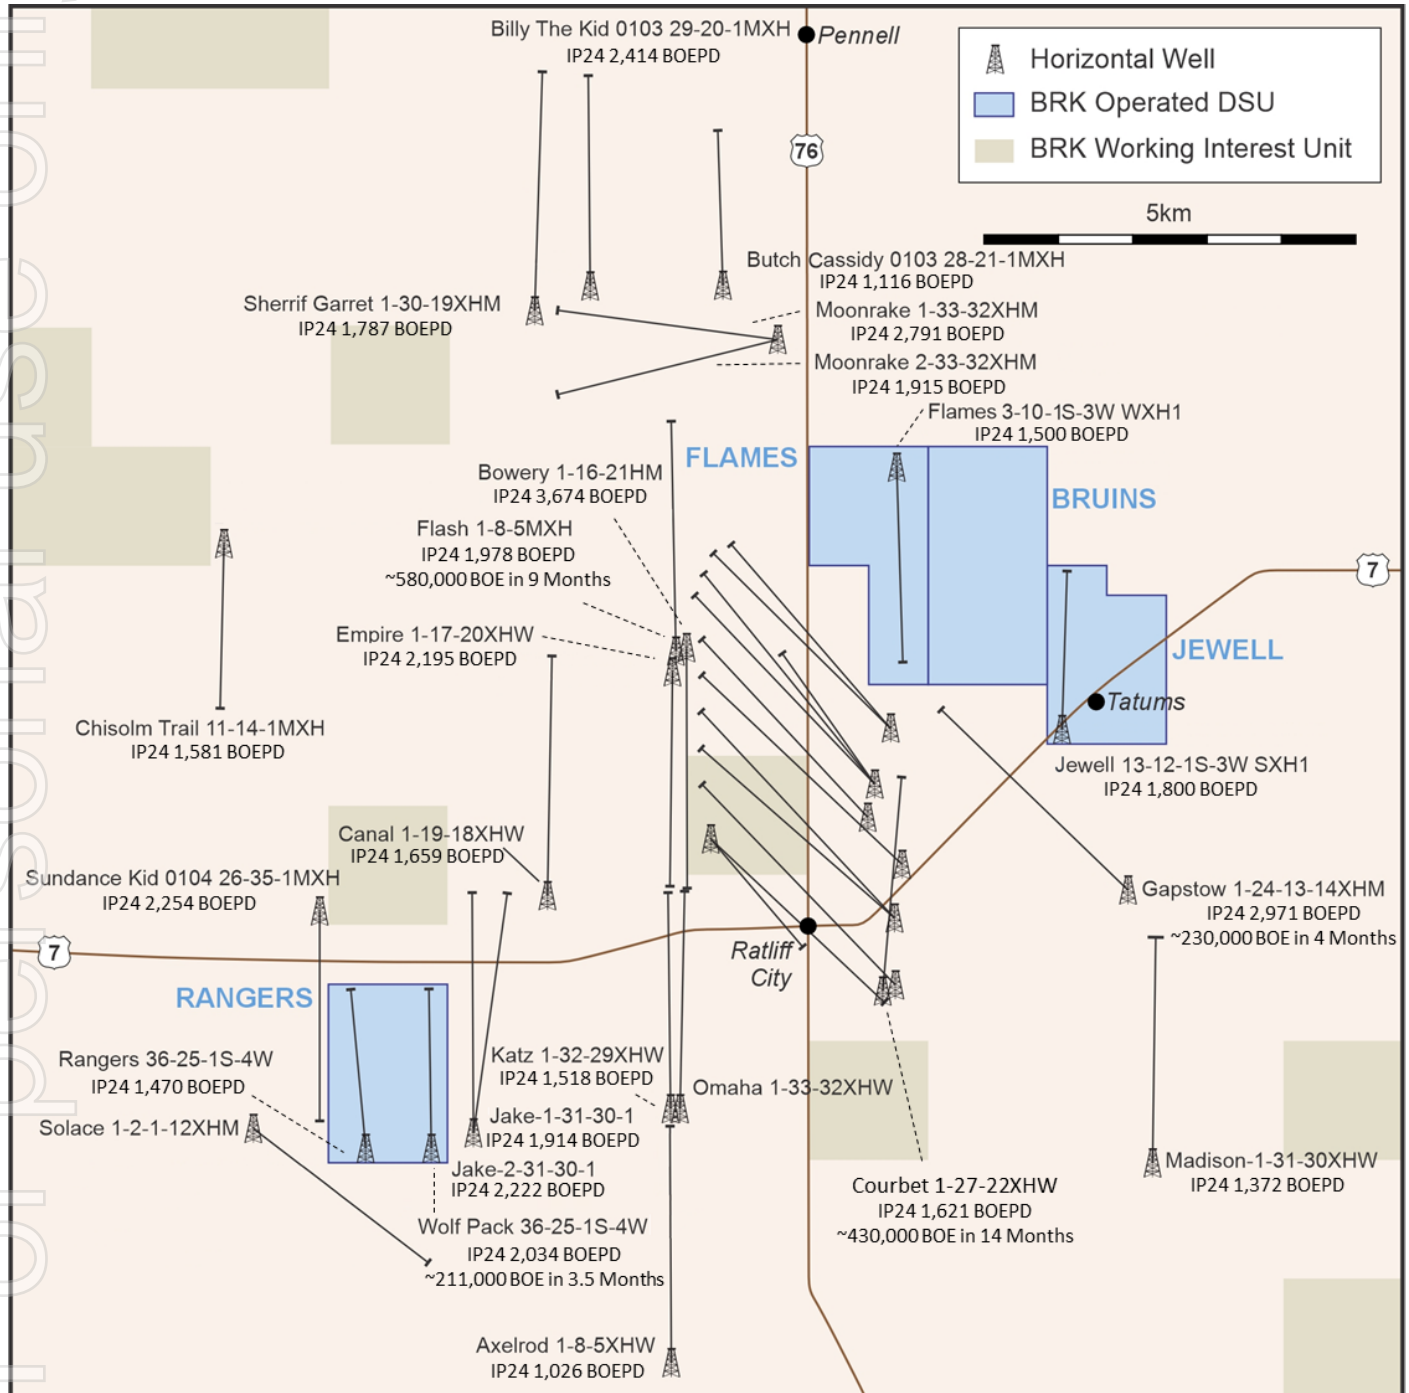 Billy The Kid 0103 29-20-1MXH
IP24 2,414 BOEPD
Pennell
Horizontal Well
BRK Operated DSU
BRK Working Interest Unit
76
5km
Butch Cassidy 0103 28-21-1MXH
IP24 1,116 BOEPD
Sherrif Garret 1-30-19XHM
IP24 1,787 BOEPD
Moonrake 1-33-32XHM
IP24 2,791 BOEPD
Moonrake 2-33-32XHM
IP24 1,915 BOEPD
Flames 3-10-1S-3W WXH1
IP24 1,500 BOEPD
FLAMES
BRUINS
Bowery 1-16-21HM
IP24 3,674 BOEPD
Flash 1-8-5MXH
IP24 1,978 BOEPD
~580,000 BOE in 9 Months
7
Empire 1-17-20XHW
IP24 2,195 BOEPD
JEWELL
Tatums
Chisolm Trail 11-14-1MXH
IP24 1,581 BOEPD
Jewell 13-12-1S-3W SXH1
IP24 1,800 BOEPD
Canal 1-19-18XHW
IP24 1,659 BOEPD
Sundance Kid 0104 26-35-1MXH
IP24 2,254 BOEPD
Gapstow 1-24-13-14XHM
IP24 2,971 BOEPD
~230,000 BOE in 4 Months
7
Ratliff
City
RANGERS
Rangers 36-25-1S-4W
IP24 1,470 BOEPD
Katz 1-32-29XHW
IP24 1,518 BOEPD
Omaha 1-33-32XHW
Solace 1-2-1-12XHM
Jake-1-31-30-1
IP24 1,914 BOEPD
Jake-2-31-30-1
IP24 2,222 BOEPD
Madison-1-31-30XHW
IP24 1,372 BOEPD
Courbet 1-27-22XHW
IP24 1,621 BOEPD
~430,000 BOE in 14 Months
Wolf Pack 36-25-1S-4W
IP24 2,034 BOEPD
~211,000 BOE in 3.5 Months
Axelrod 1-8-5XHW
IP24 1,026 BOEPD
or personal use on